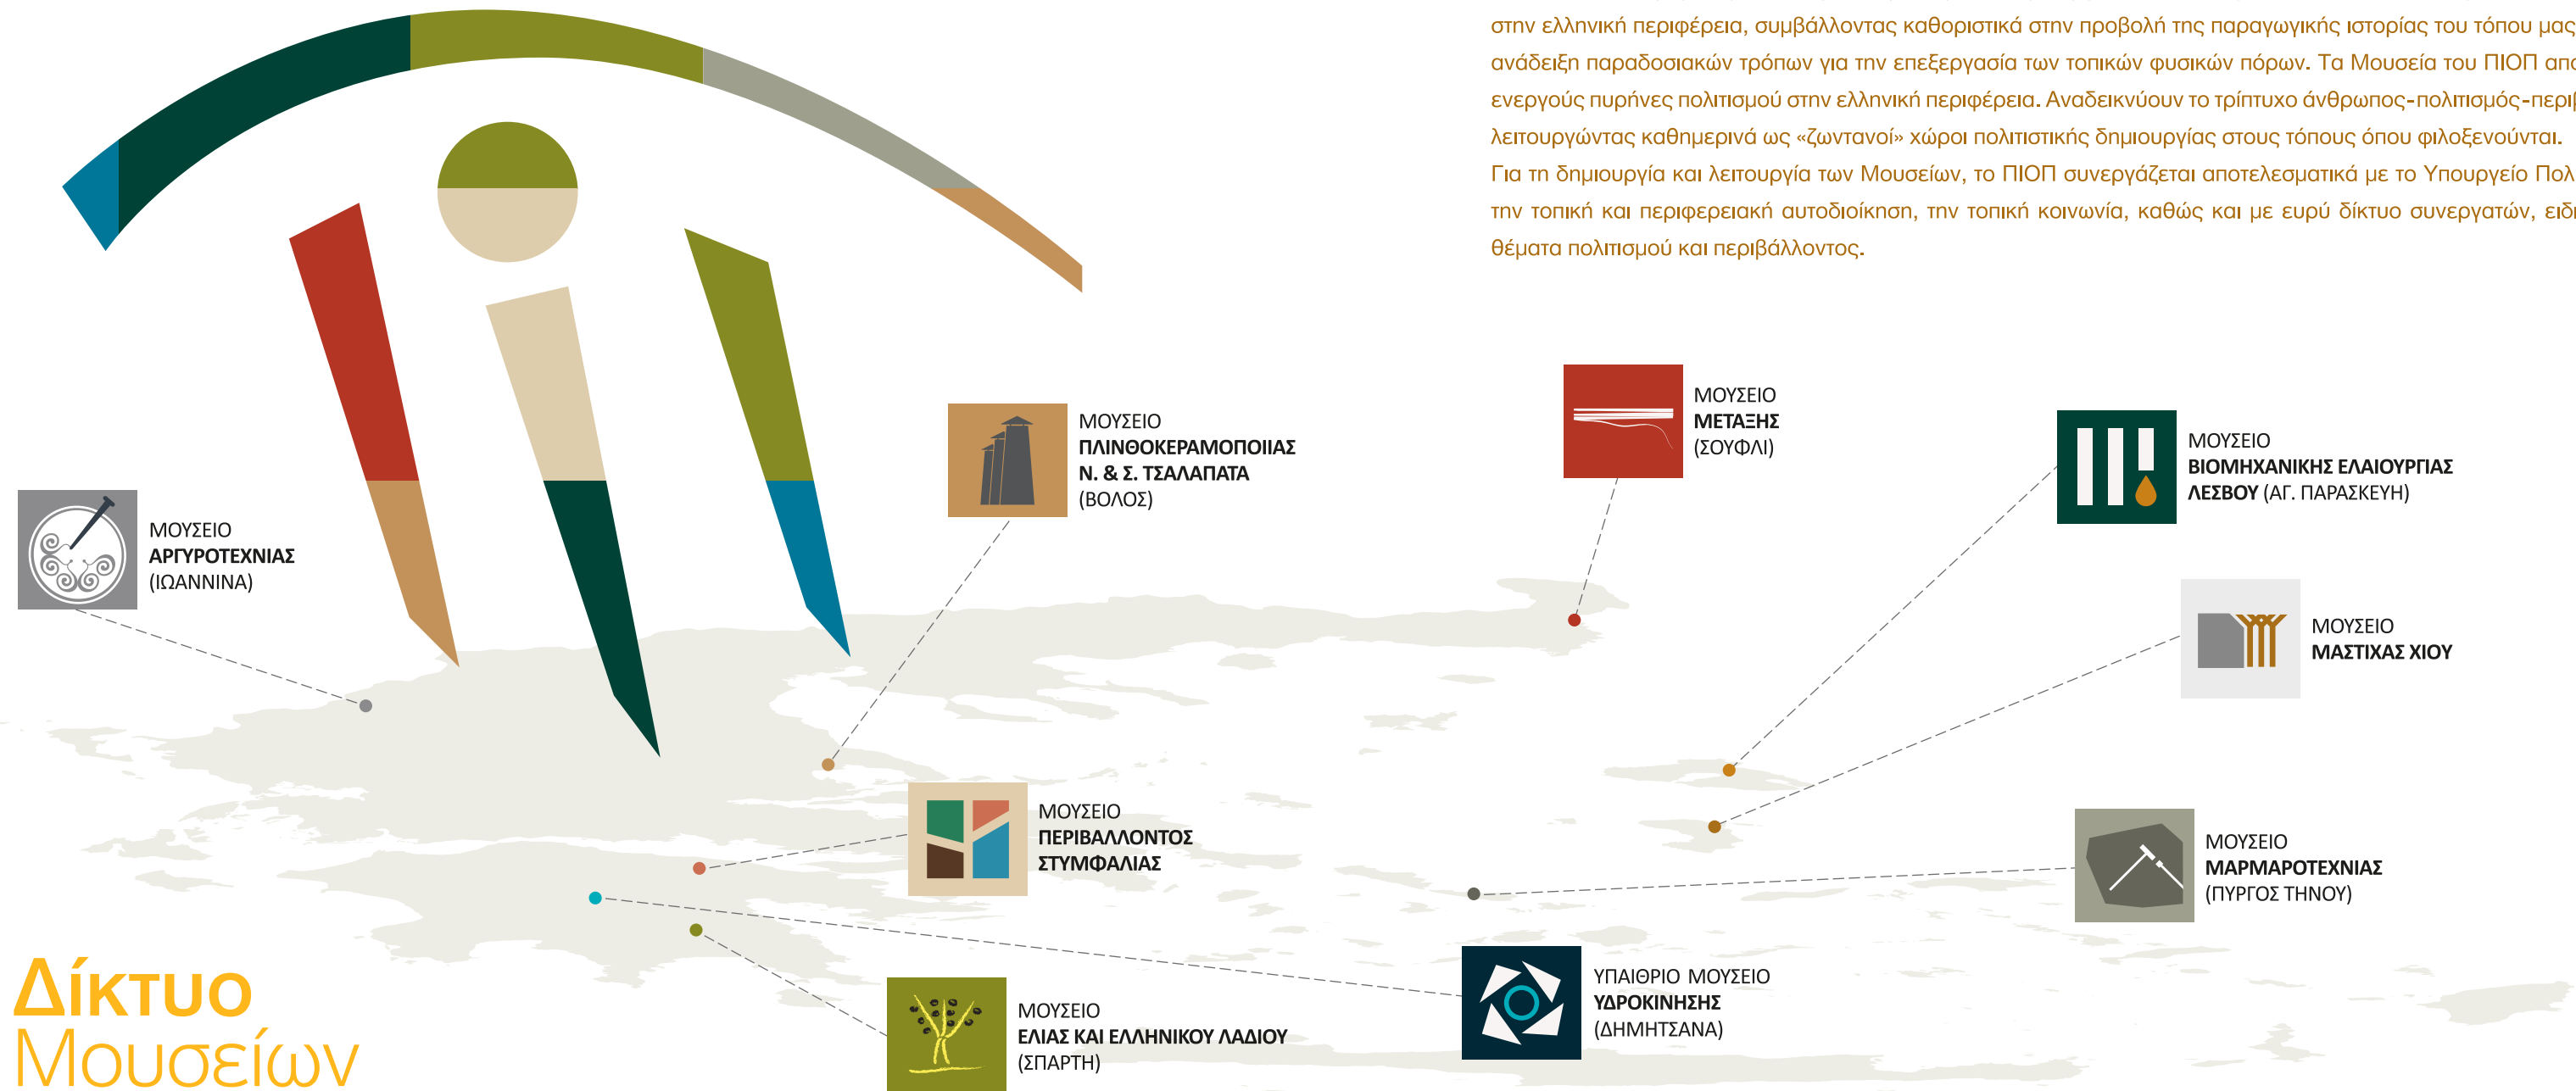 στην ελληνική περιφέρεια, συμβάλλοντας καθοριστικά στην προβολή της παραγωγικής ιστορίας του τόπου μας
ανάδειξη παραδοσιακών τρόπων για την επεξεργασία των τοπικών φυσικών πόρων. Τα Μουσεία του ΠΙΟΠ απο
ενεργούς πυρήνες πολιτισμού στην ελληνική περιφέρεια. Αναδεικνύουν το τρίπτυχο άνθρωπος-πολιτισμός-περιβ
λειτουργώντας καθημερινά ως «ζωντανοί» χώροι πολιτιστικής δημιουργίας στους τόπους όπου φιλοξενούνται.
Για τη δημιουργία και λειτουργία των Μουσείων, το ΠΙΟΠ συνεργάζεται αποτελεσματικά με το Υπουργείο Πολ
την τοπική και περιφερειακή αυτοδιοίκηση, την τοπική κοινωνία, καθώς και με ευρύ δίκτυο συνεργατών, ειδι
θέματα πολιτισμού και περιβάλλοντος.
ΜΟΥΣΕΙΟ
ΜΕΤΑΞΗΣ
(ΣΟΥΦΛΙ)
ΜΟΥΣΕΙΟ
ΠΛΙΝΘΟΚΕΡΑΜΟΠΟΙΙΑΣ
Ν. & Σ. ΤΣΑΛΑΠΑΤΑ
(ΒΟΛΟΣ)
ΜΟΥΣΕΙΟ
ΒΙΟΜΗΧΑΝΙΚΗΣ ΕΛΑΙΟΥΡΓΙΑΣ
ΛΕΣΒΟΥ (ΑΓ. ΠΑΡΑΣΚΕΥΗ)
ΜΟΥΣΕΙΟ
ΑΡΓΥΡΟΤΕΧΝΙΑΣ
(ΙΩΑΝΝΙΝΑ)
ΜΟΥΣΕΙΟ
ΜΑΣΤΙΧΑΣ ΧΙΟΥ
ΜΟΥΣΕΙΟ
ΠΕΡΙΒΑΛΛΟΝΤΟΣ
ΣΤΥΜΦΑΛΙΑΣ
ΜΟΥΣΕΙΟ
ΜΑΡΜΑΡΟΤΕΧΝΙΑΣ
(ΠΥΡΓΟΣ ΤΗΝΟΥ)
ΥΠΑΙΘΡΙΟ ΜΟΥΣΕΙΟ
ΥΔΡΟΚΙΝΗΣΗΣ
(ΔΗΜΗΤΣΑΝΑ)
ΜΟΥΣΕΙΟ
ΕΛΙΑΣ ΚΑΙ ΕΛΛΗΝΙΚΟΥ ΛΑΔΙΟΥ
(ΣΠΑΡΤΗ)
Δίκτυο
Μουσείων